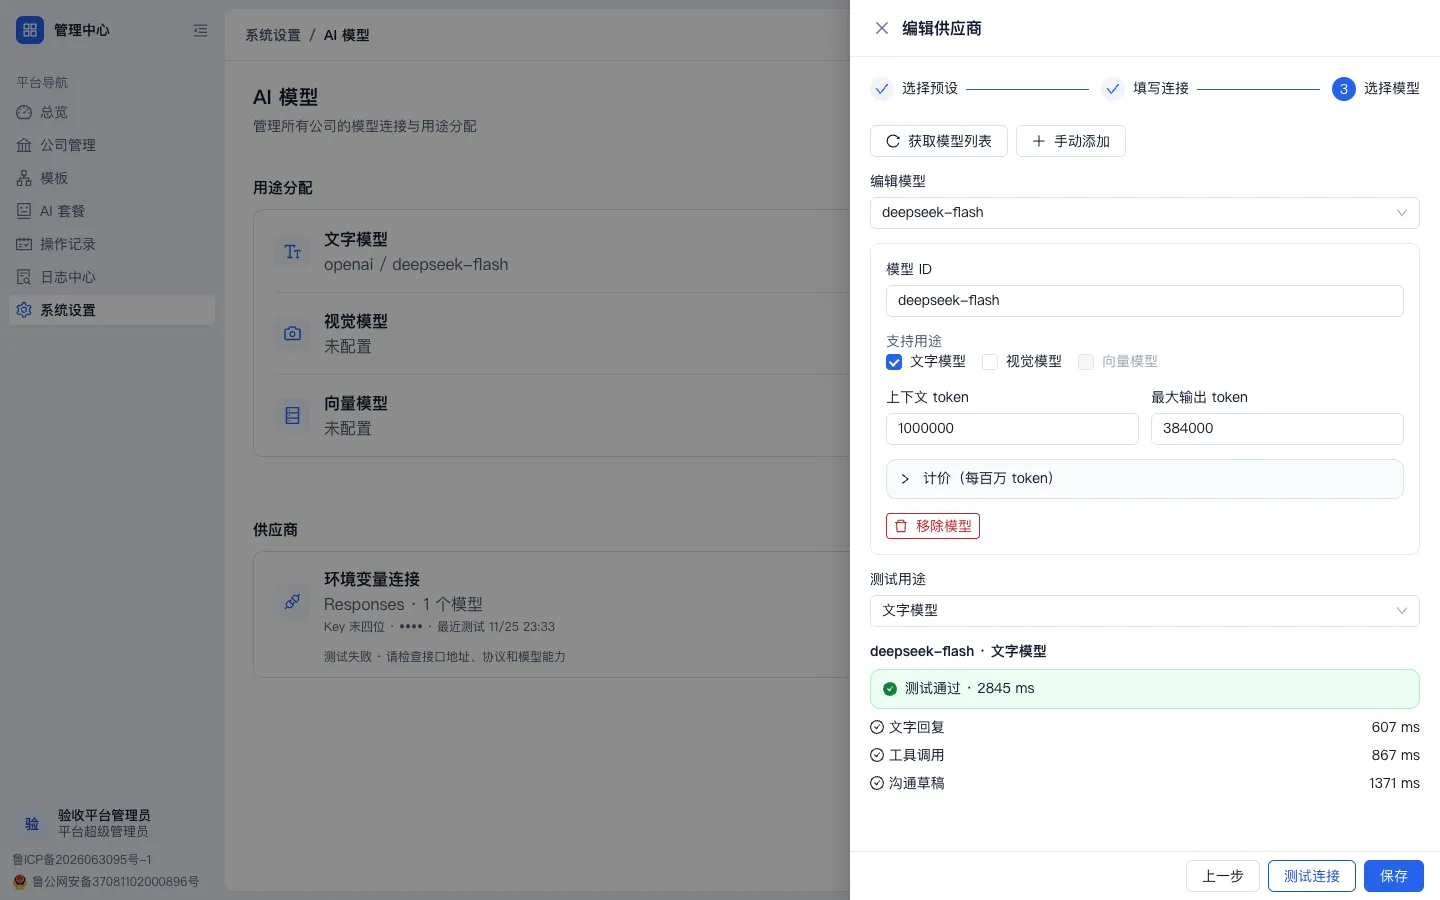 管理中心
平台导航
总览
公司管理
模板
AI 套餐
操作记录
日志中心
系统设置
验
验收平台管理员
平台超级管理员
鲁ICP备2026063095号-1
鲁公网安备37081102000896号
系统设置 / AI 模型
AI 模型
管理所有公司的模型连接与用途分配
用途分配
文字模型
openai / deepseek-flash
视觉模型
未配置
向量模型
未配置
供应商
环境变量连接
Responses · 1 个模型
Key 末四位 · •••• · 最近测试 11/25 23:33
测试失败 · 请检查接口地址、协议和模型能力
编辑供应商
选择预设
填写连接
3 选择模型
获取模型列表
手动添加
编辑模型
deepseek-flash
模型 ID
deepseek-flash
支持用途
文字模型 视觉模型 向量模型
上下文 token 最大输出 token
1000000 384000
计价（每百万 token）
移除模型
测试用途
文字模型
deepseek-flash · 文字模型
测试通过 · 2845 ms
文字回复 607 ms
工具调用 867 ms
沟通草稿 1371 ms
上一步 测试连接 保存